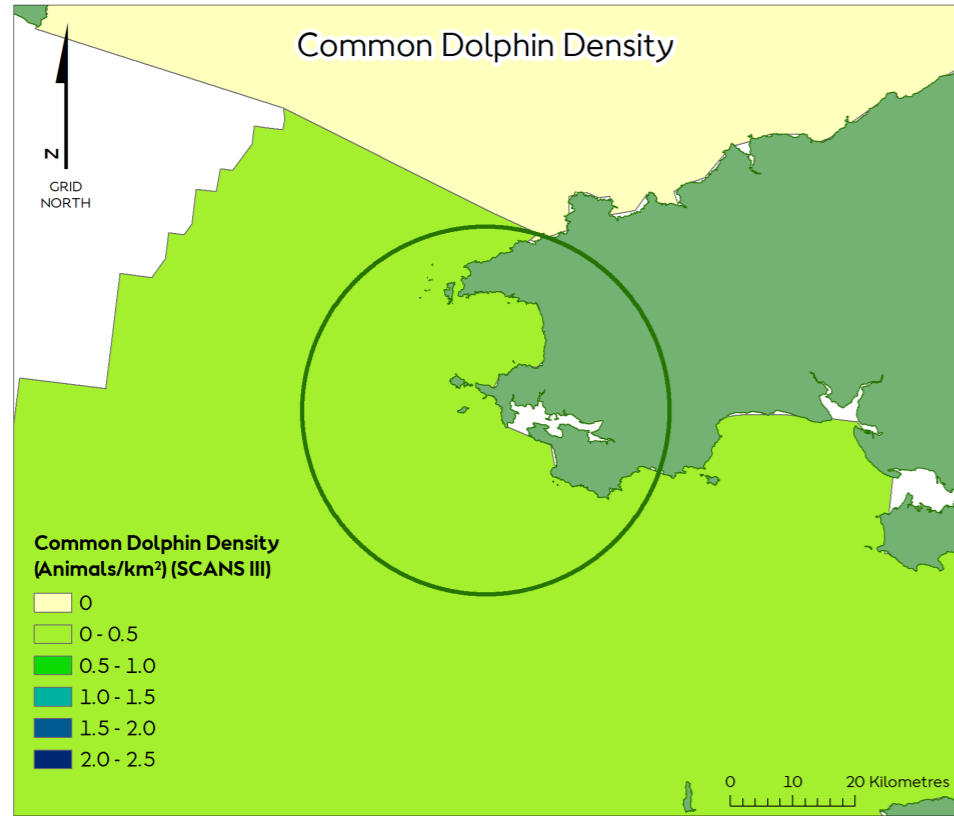 Common Dolphin Density
N
GRID
NORTH
Common Dolphin Density
(Animals/km²) (SCANS III)
0
0 - 0.5
0.5 - 1.0
1.0 - 1.5
1.5 - 2.0
2.0 - 2.5
0 10 20 Kilometres